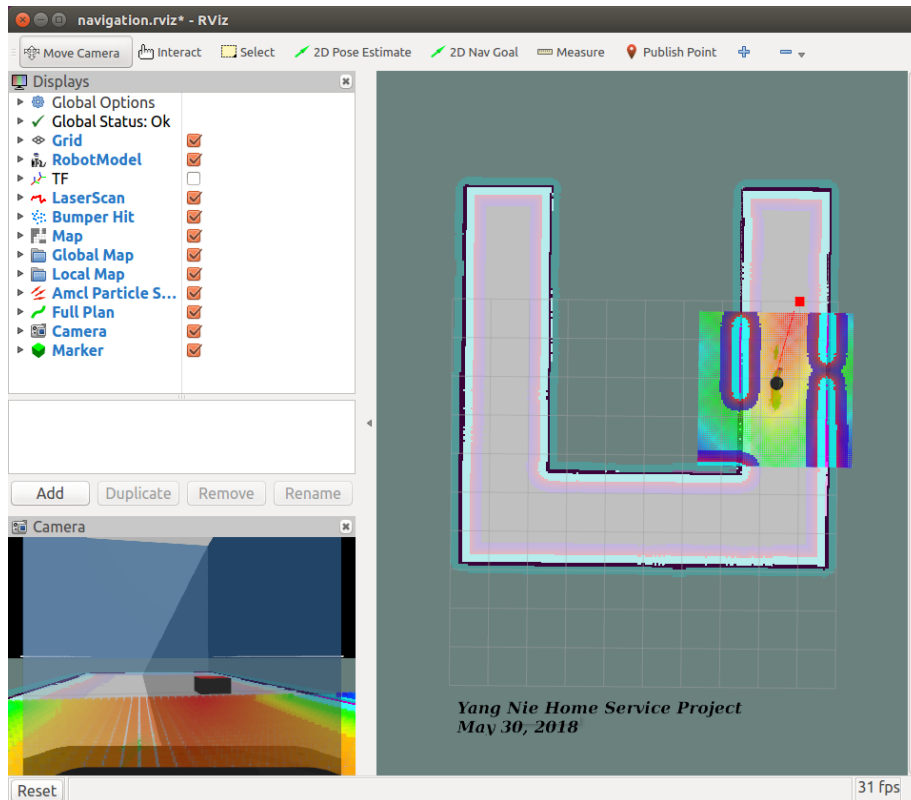 navigation.rviz* - RViz
Move Camera Interact Select 2D Pose Estimate 2D Nav Goal Measure Publish Point
Displays
Global Options
Global Status: Ok
Grid
RobotModel
TF
LaserScan
Bumper Hit
Map
Global Map
Local Map
Amcl Particle S...
Full Plan
Camera
Marker
Add Duplicate Remove Rename
Camera
Yang Nie Home Service Project
May 30, 2018
Reset
31 fps